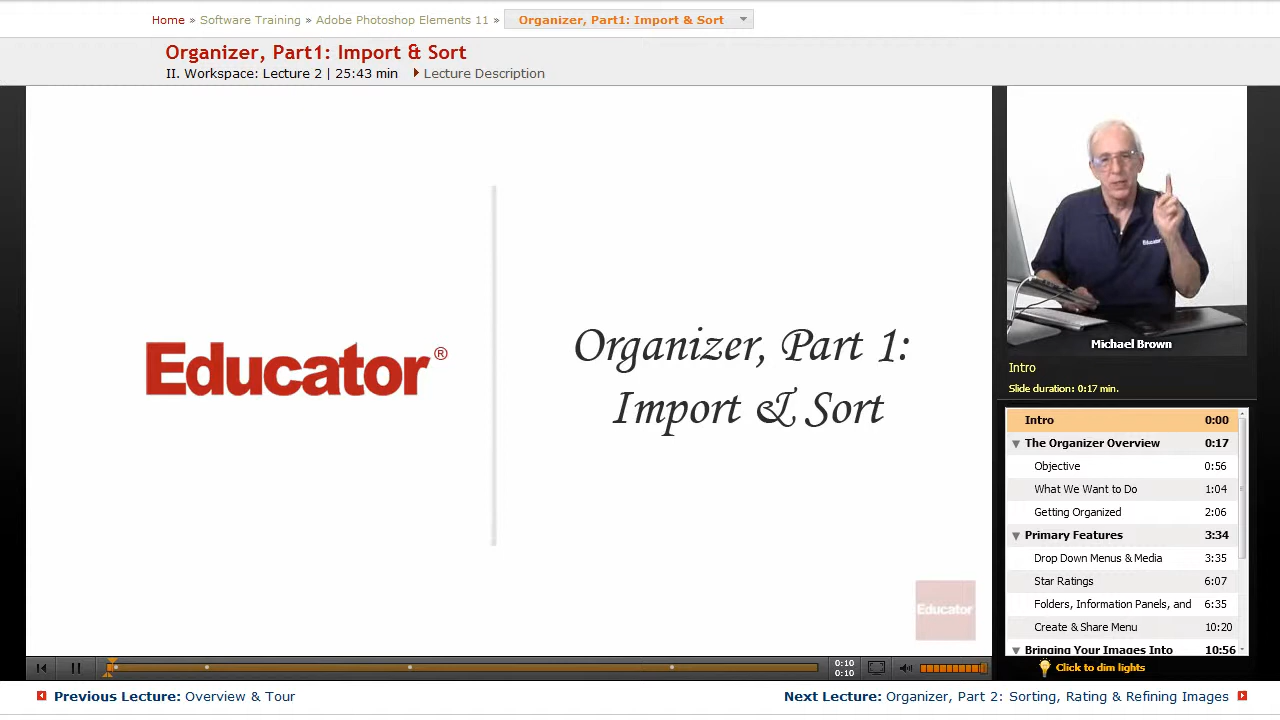 Home » Software Training » Adobe Photoshop Elements 11 » Organizer, Part1: Import & Sort
Organizer, Part1: Import & Sort
II. Workspace: Lecture 2 | 25:43 min Lecture Description
Educator®
Organizer, Part 1:
Import & Sort
Educator
Educator
Michael Brown
Intro
Slide duration: 0:17 min.
Intro 0:00
The Organizer Overview 0:17
Objective 0:56
What We Want to Do 1:04
Getting Organized 2:06
Primary Features 3:34
Drop Down Menus & Media 3:35
Star Ratings 6:07
Folders, Information Panels, and 6:35
Create & Share Menu 10:20
Bringing Your Images Into 10:56
0:10
0:10
Click to dim lights
Previous Lecture: Overview & Tour
Next Lecture: Organizer, Part 2: Sorting, Rating & Refining Images